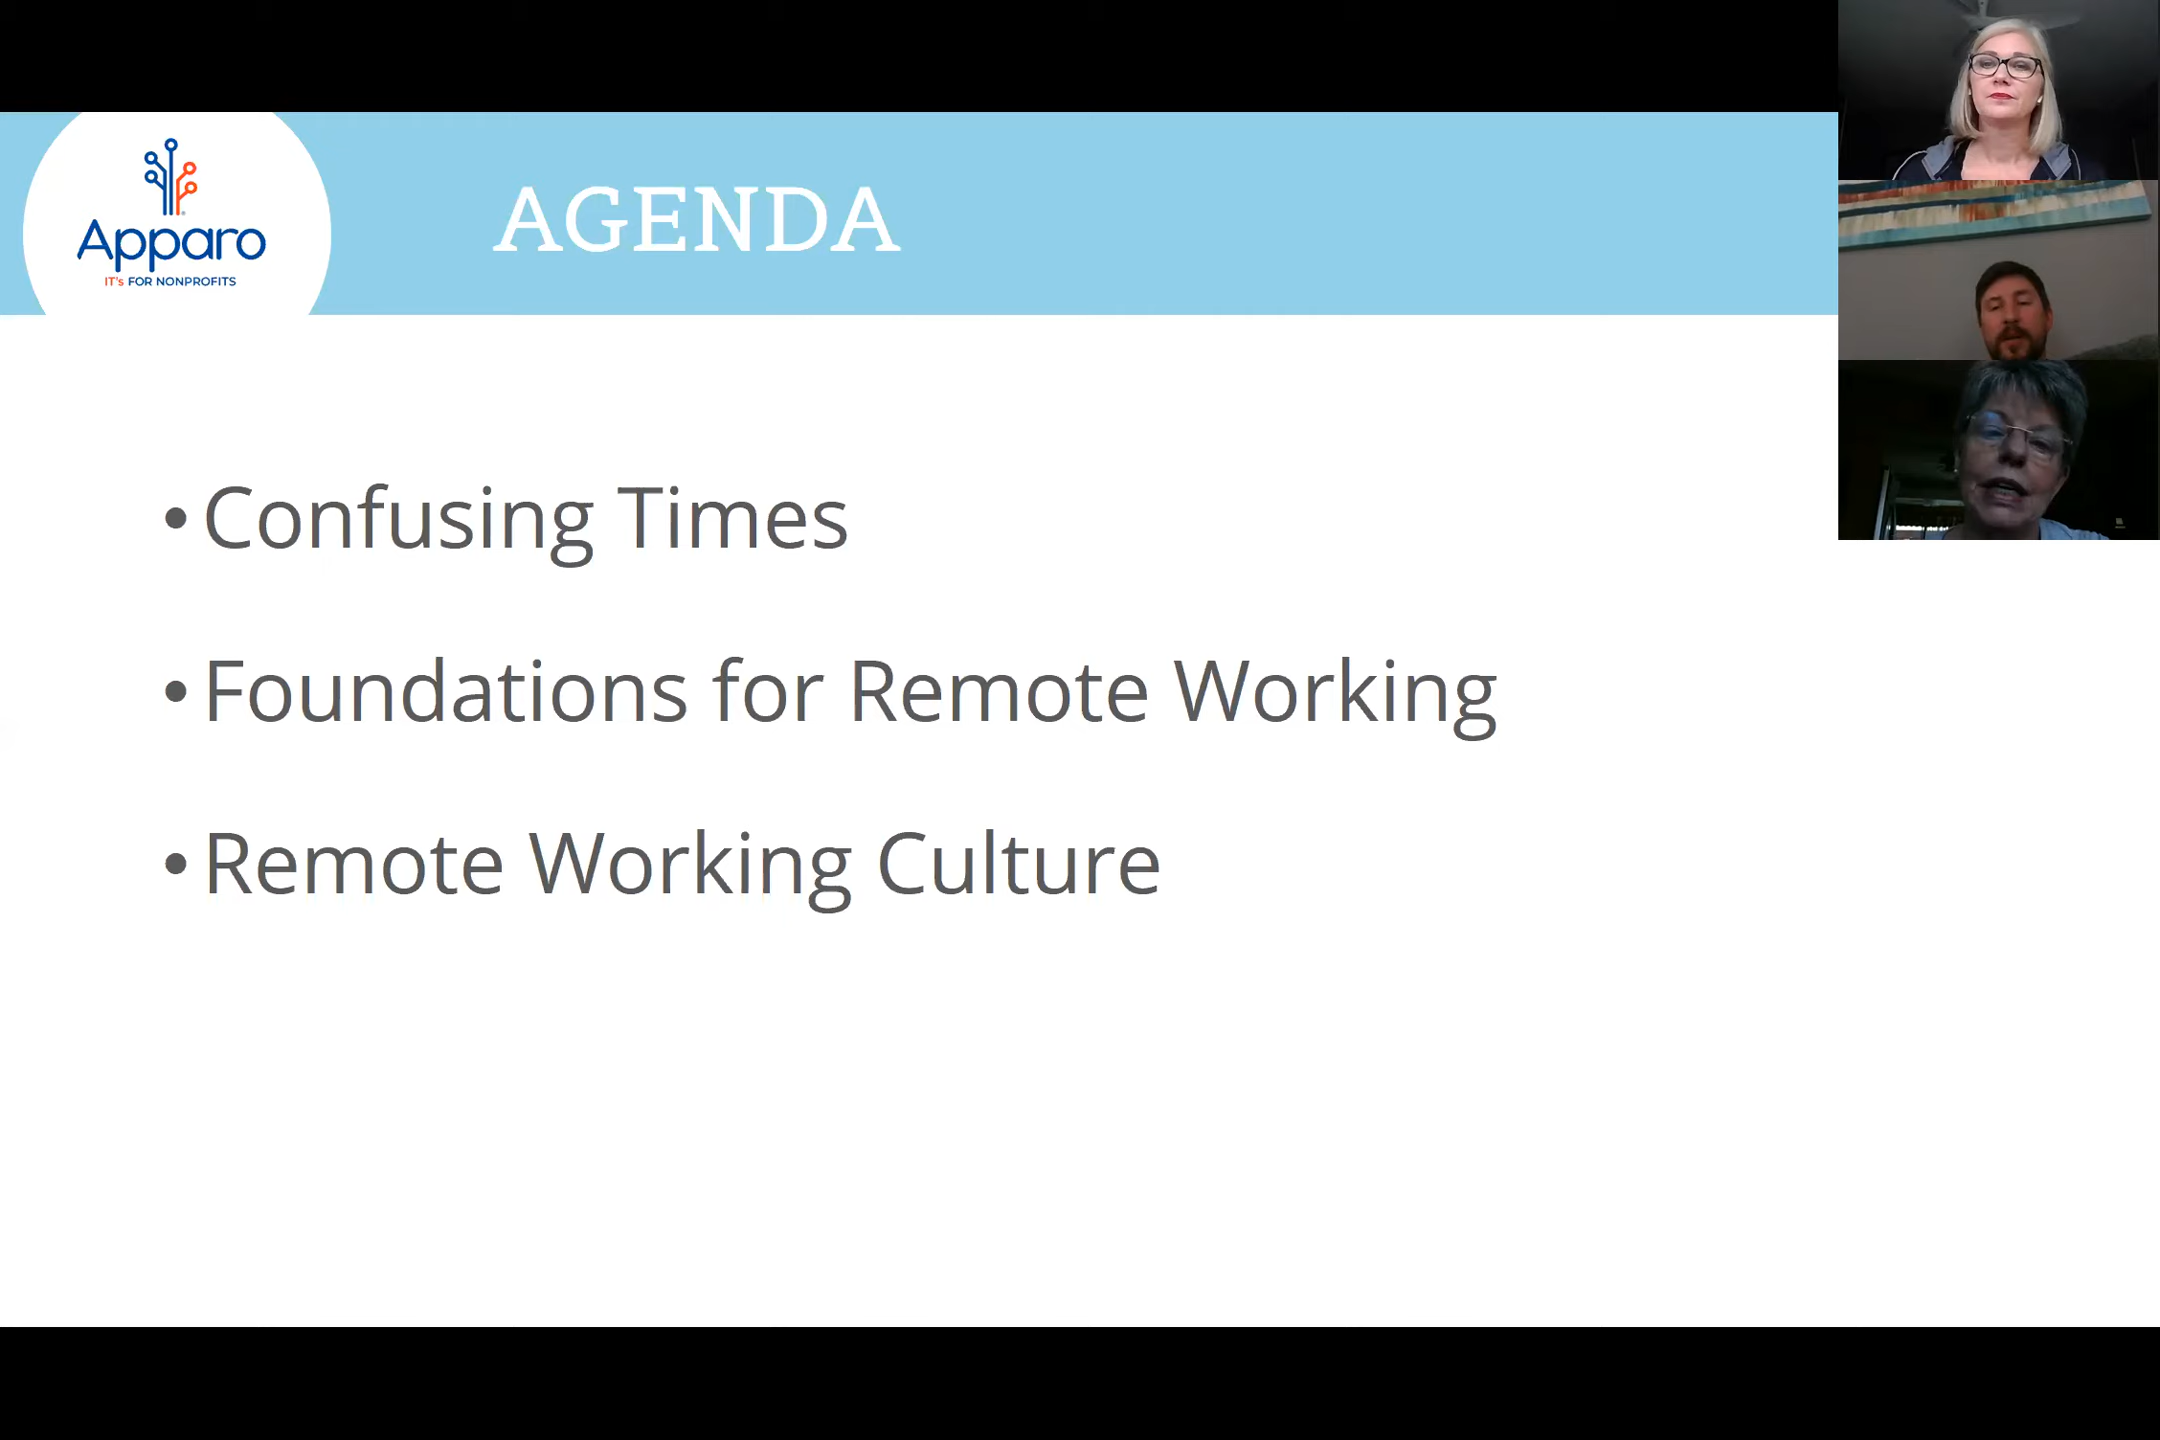 Apparo
IT's FOR NONPROFITS
AGENDA
• Confusing Times
• Foundations for Remote Working
• Remote Working Culture